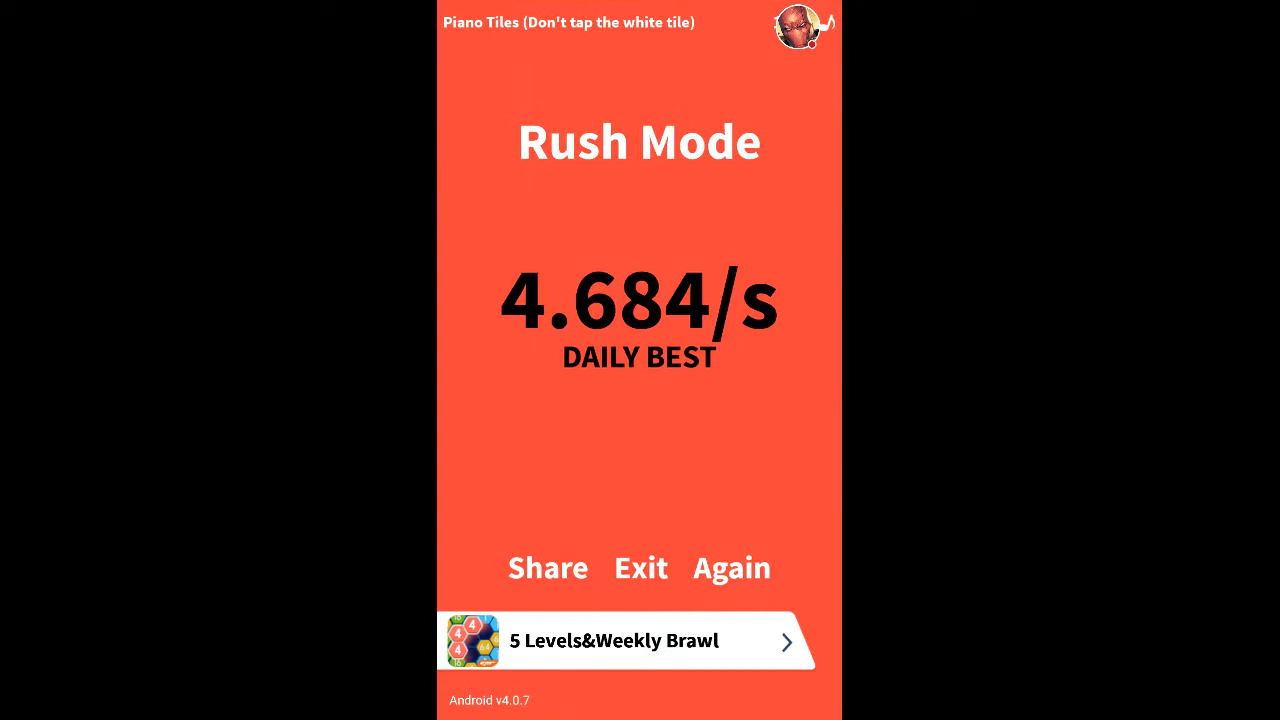 Piano Tiles (Don't tap the white tile)
Rush Mode
4.684/s
DAILY BEST
Share Exit Again
5 Levels&Weekly Brawl
Android v4.0.7